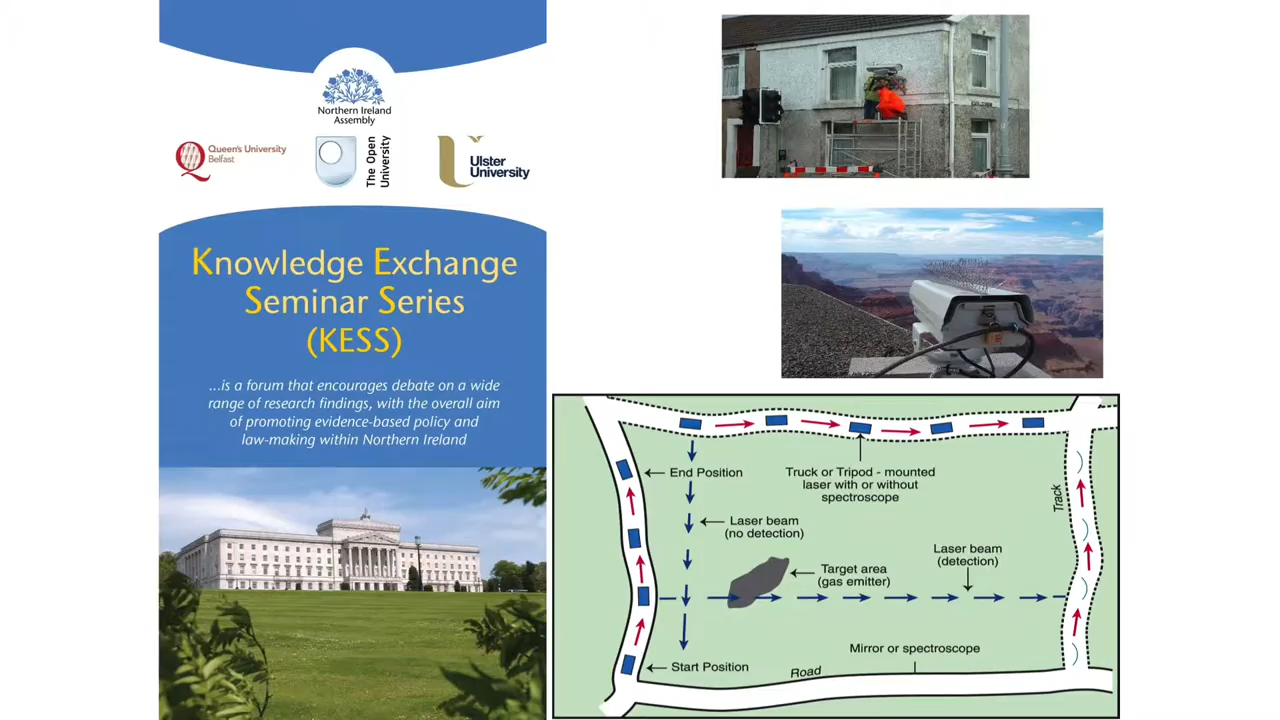 Northern Ireland
Assembly
Queen's University
Belfast
The Open
University
Ulster
University
Knowledge Exchange
Seminar Series
(KESS)
...is a forum that encourages debate on a wide
range of research findings, with the overall aim
of promoting evidence-based policy and
law-making within Northern Ireland
End Position
Truck or Tripod - mounted
laser with or without
spectroscope
Track
Laser beam
(no detection)
Laser beam
(detection)
Target area
(gas emitter)
Mirror or spectroscope
Start Position
Road